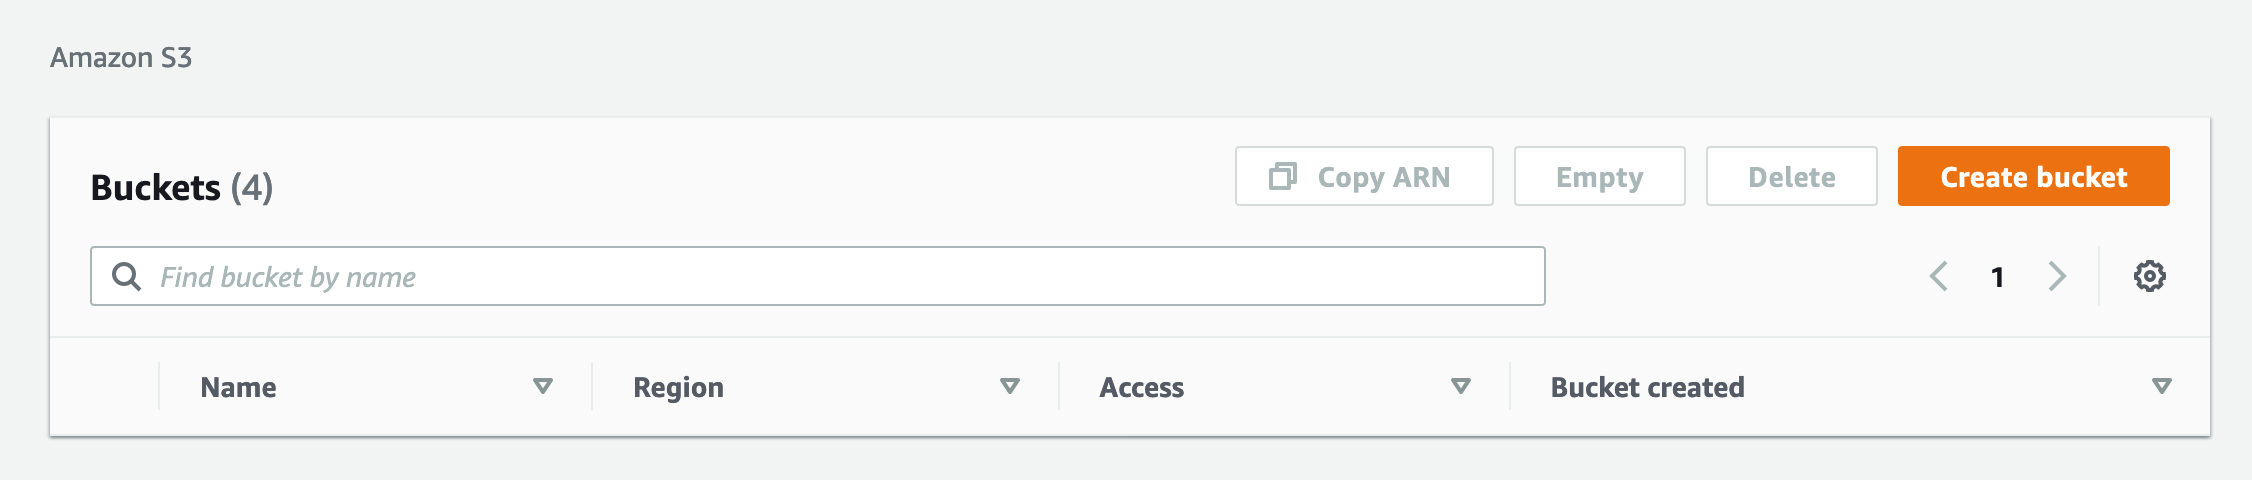 Amazon S3
Buckets (4)
Copy ARN Empty Delete Create bucket
Find bucket by name 1
Name Region Access Bucket created